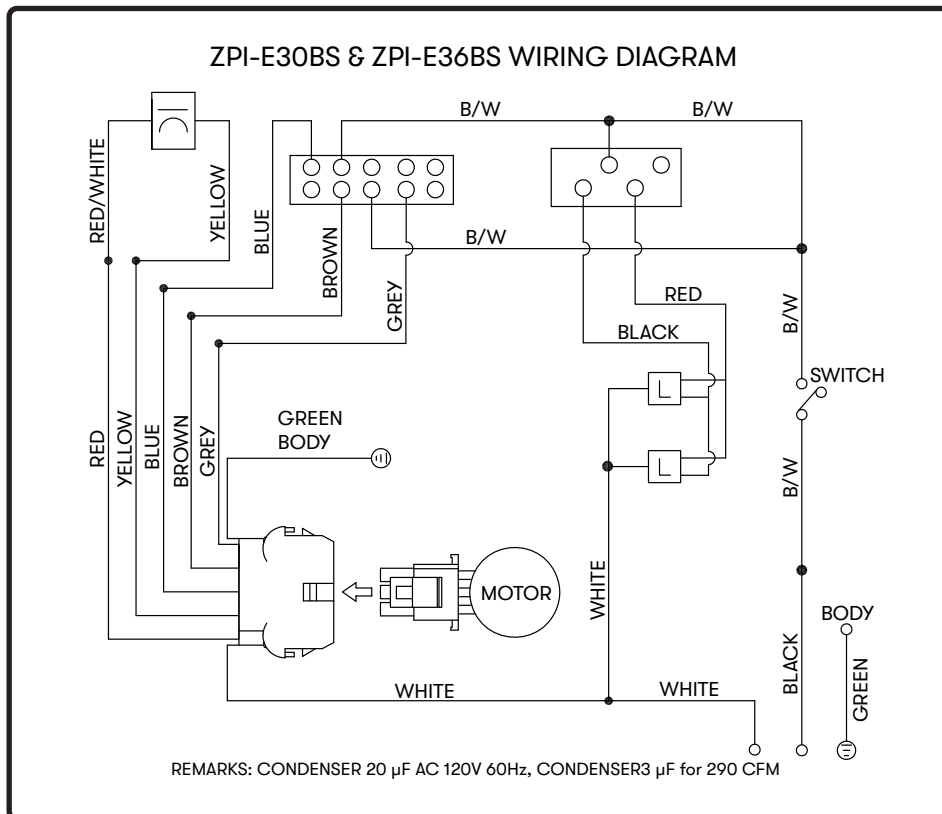 ZPI-E30BS & ZPI-E36BS WIRING DIAGRAM
B/W
B/W
RED/WHITE
YELLOW
BLUE
BROWN
GREY
B/W
RED
BLACK
B/W
SWITCH
L
L
B/W
GREEN
BODY
RED
YELLOW
BLUE
BROWN
GREY
MOTOR
WHITE
BLACK
BODY
GREEN
WHITE
WHITE
REMARKS: CONDENSER 20 µF AC 120V 60Hz, CONDENSER3 µF for 290 CFM